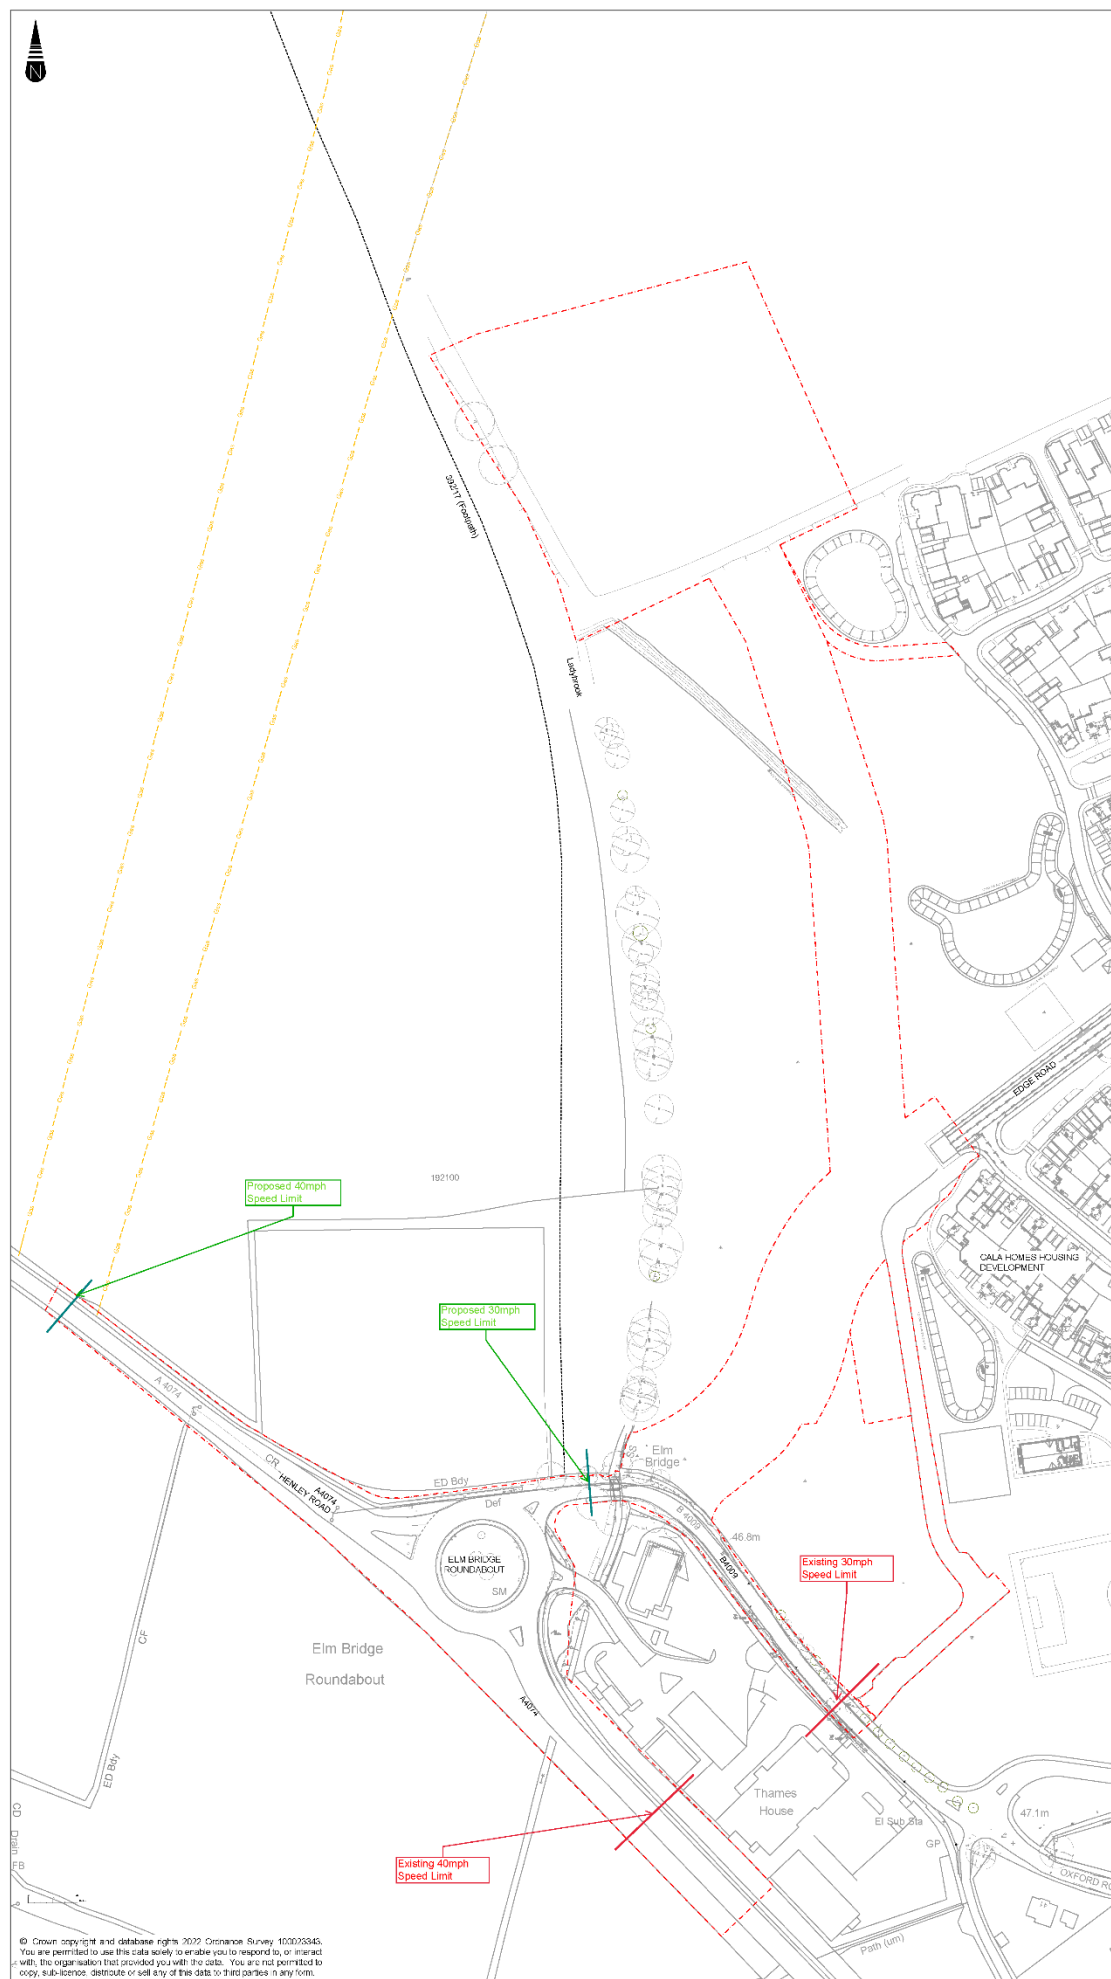 N
392/17 (Footpath)
Ladybrook
EDGE ROAD
192100
Proposed 40mph
Speed Limit
CALA HOMES HOUSING
DEVELOPMENT
Proposed 30mph
Speed Limit
A 4074
CR
HENLEY ROAD
A4074
ED Bdy
Def
Elm
Bridge
B 4009
B4009
46.8m
ELM BRIDGE
ROUNDABOUT
SM
Existing 30mph
Speed Limit
CF
Elm Bridge
Roundabout
A4074
ED Bdy
Thames
House
El Sub Sta
47.1m
GP
CD
Drain
FB
Existing 40mph
Speed Limit
OXFORD RO
Path (um)
© Crown copyright and database rights 2022 Ordnance Survey 100023343.
You are permitted to use this data solely to enable you to respond to, or interact
with, the organisation that provided you with the data. You are not permitted to
copy, sub-licence, distribute or sell any of this data to third parties in any form.